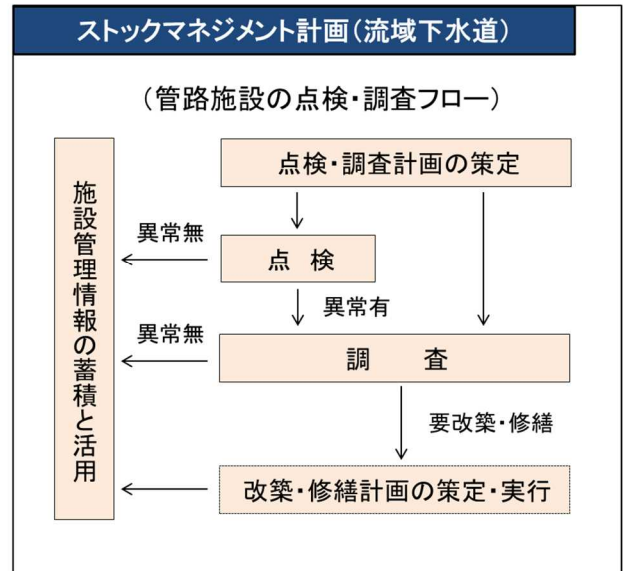 ストックマネジメント計画(流域下水道)
(管路施設の点検・調査フロー)
点検・調査計画の策定
施設管理情報の蓄積と活用
異常無
点 検
異常有
異常無
調 査
要改築・修繕
改築・修繕計画の策定・実行